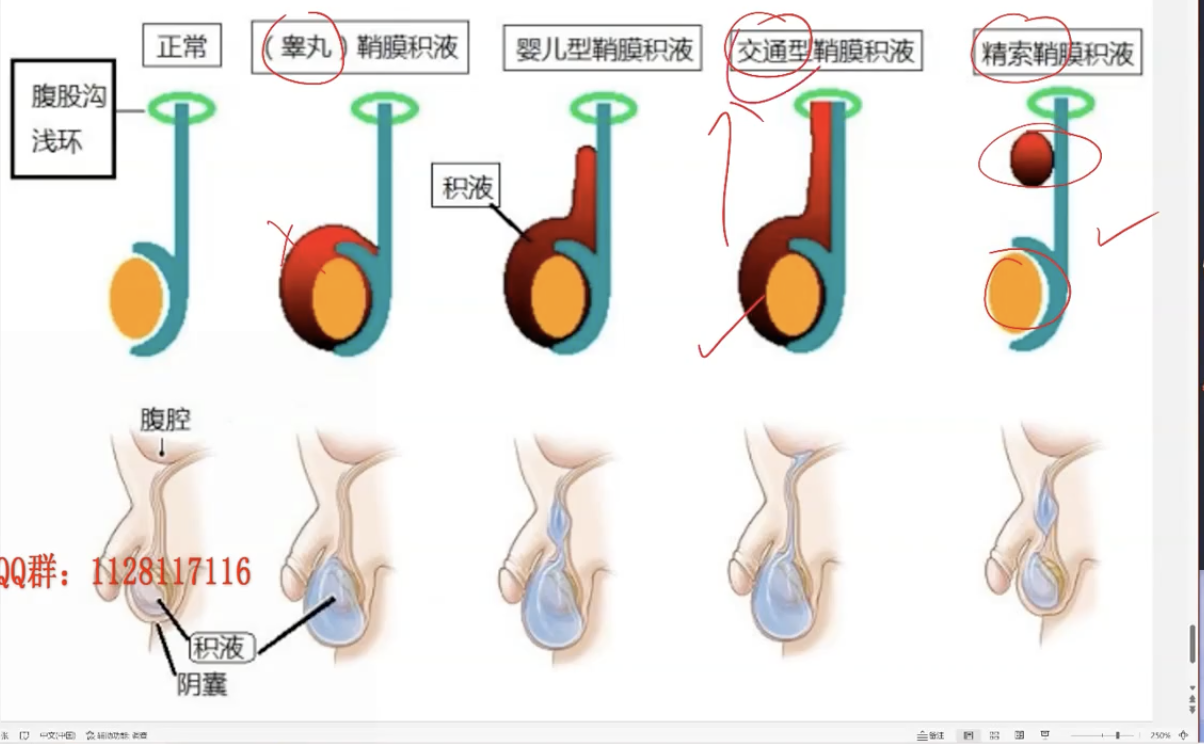 正常
（睾丸）鞘膜积液
婴儿型鞘膜积液
交通型鞘膜积液
精索鞘膜积液
腹股沟
浅环
积液
腹腔
QQ群：1128117116
积液
阴囊
中文(中国)
备注
250%